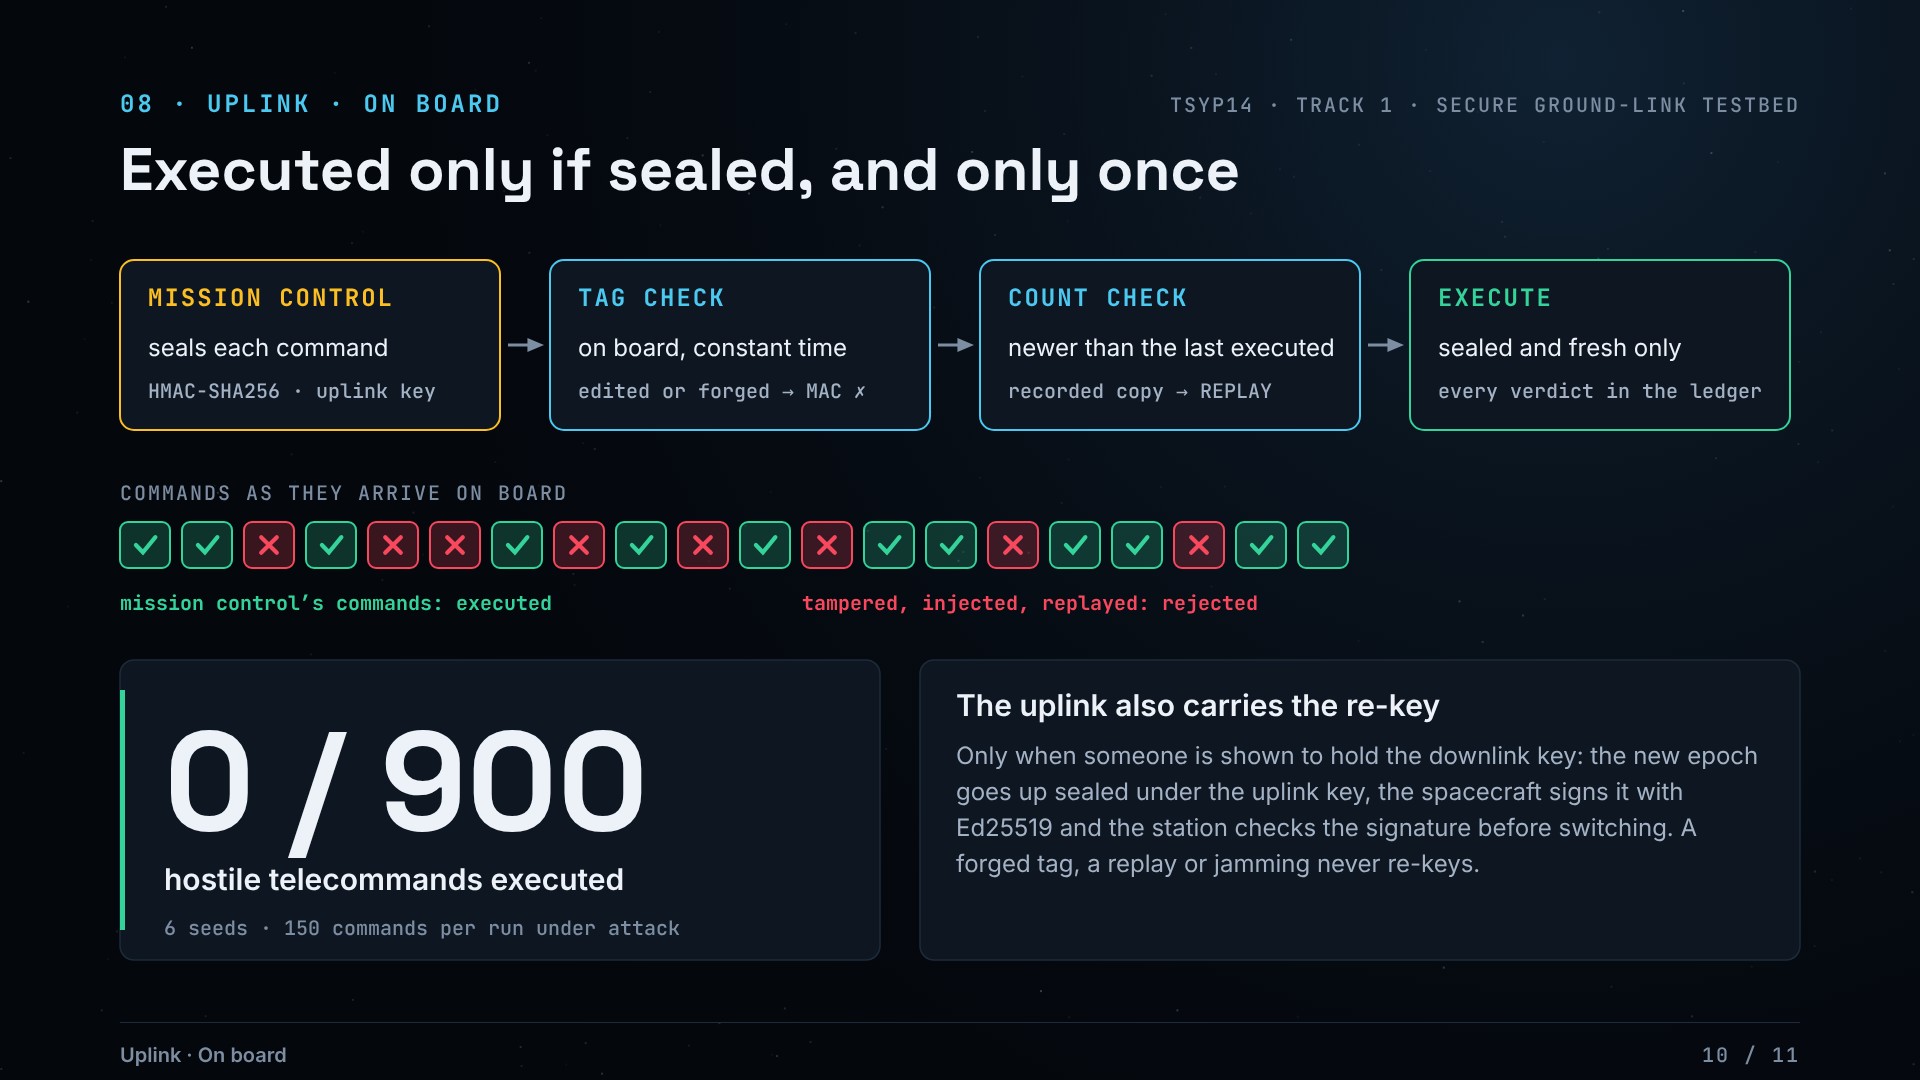 08 · UPLINK · ON BOARD
TSYP14 · TRACK 1 · SECURE GROUND-LINK TESTBED
Executed only if sealed, and only once
MISSION CONTROL
seals each command
HMAC-SHA256 · uplink key
TAG CHECK
on board, constant time
edited or forged → MAC ✗
COUNT CHECK
newer than the last executed
recorded copy → REPLAY
EXECUTE
sealed and fresh only
every verdict in the ledger
COMMANDS AS THEY ARRIVE ON BOARD
mission control’s commands: executed
tampered, injected, replayed: rejected
0 / 900
hostile telecommands executed
6 seeds · 150 commands per run under attack
The uplink also carries the re-key
Only when someone is shown to hold the downlink key: the new epoch
goes up sealed under the uplink key, the spacecraft signs it with
Ed25519 and the station checks the signature before switching. A
forged tag, a replay or jamming never re-keys.
Uplink · On board
10 / 11